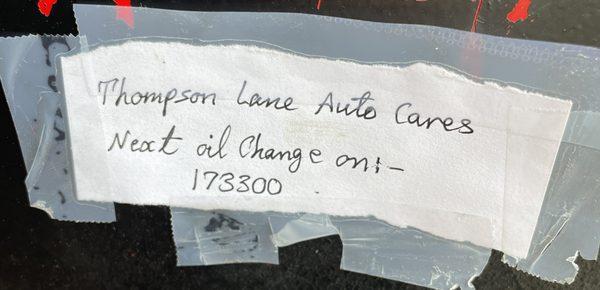 Thompson Lane Auto Cares
Next oil Change on:-
173300